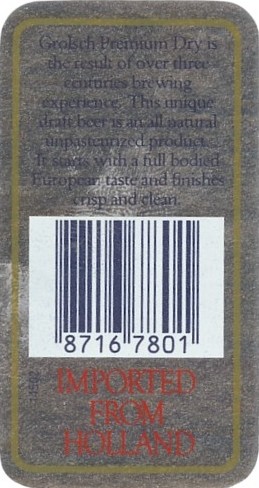 Grolsch Premium Dry is
the result of over three
centuries brewing
experience. This unique
draft beer is an all natural
unpasteurized product.
It starts with a full bodied
European taste and finishes
crisp and clean.
8716 7801
IMPORTED
FROM
HOLLAND